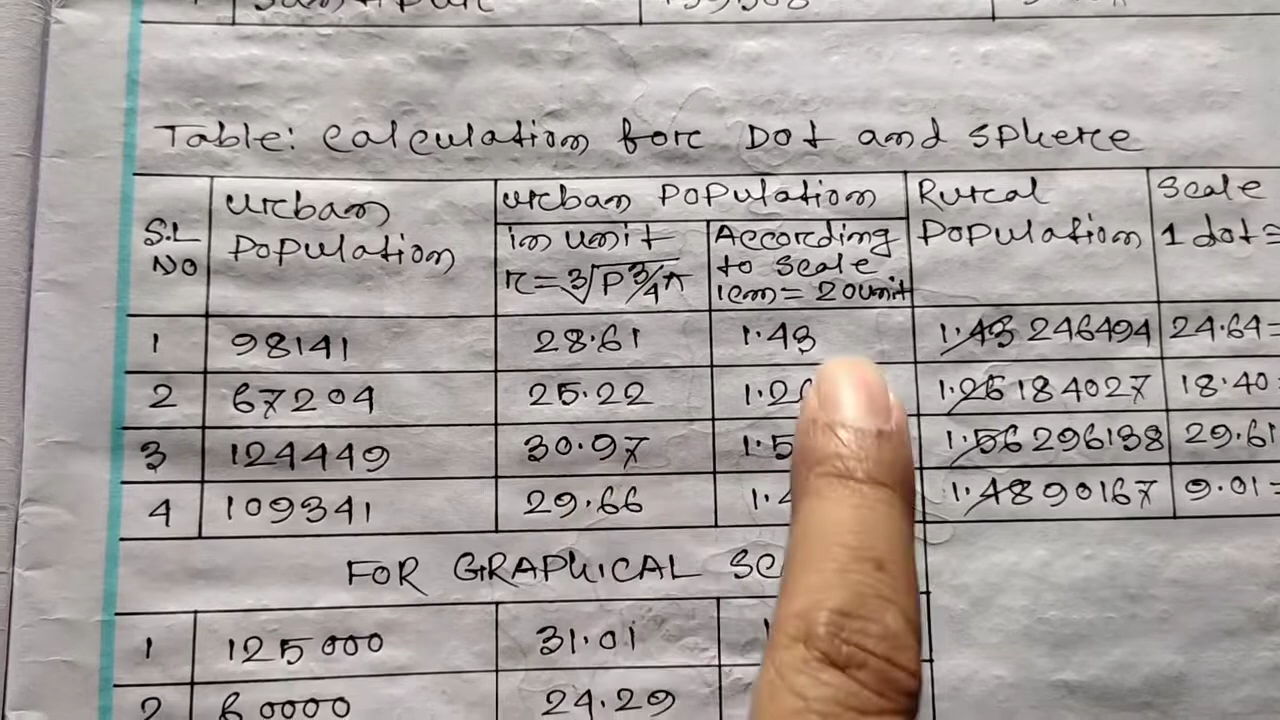 Table: Calculation for Dot and Sphere
S.L NO | Urban Population | Urban Population | Rural Population | Scale 1 dot=
in unit r=3√P3/4π | According to scale 1cm=20unit
1 | 98141 | 28.61 | 1.43 | 1.43 246494 | 24.64=
2 | 67204 | 25.22 | 1.26 184027 | 18.40
3 | 124449 | 30.97 | 1.56 296138 | 29.61
4 | 109341 | 29.66 | 1.48 90167 | 9.01=
FOR GRAPHICAL
1 | 125000 | 31.01
2 | 60000 | 24.29